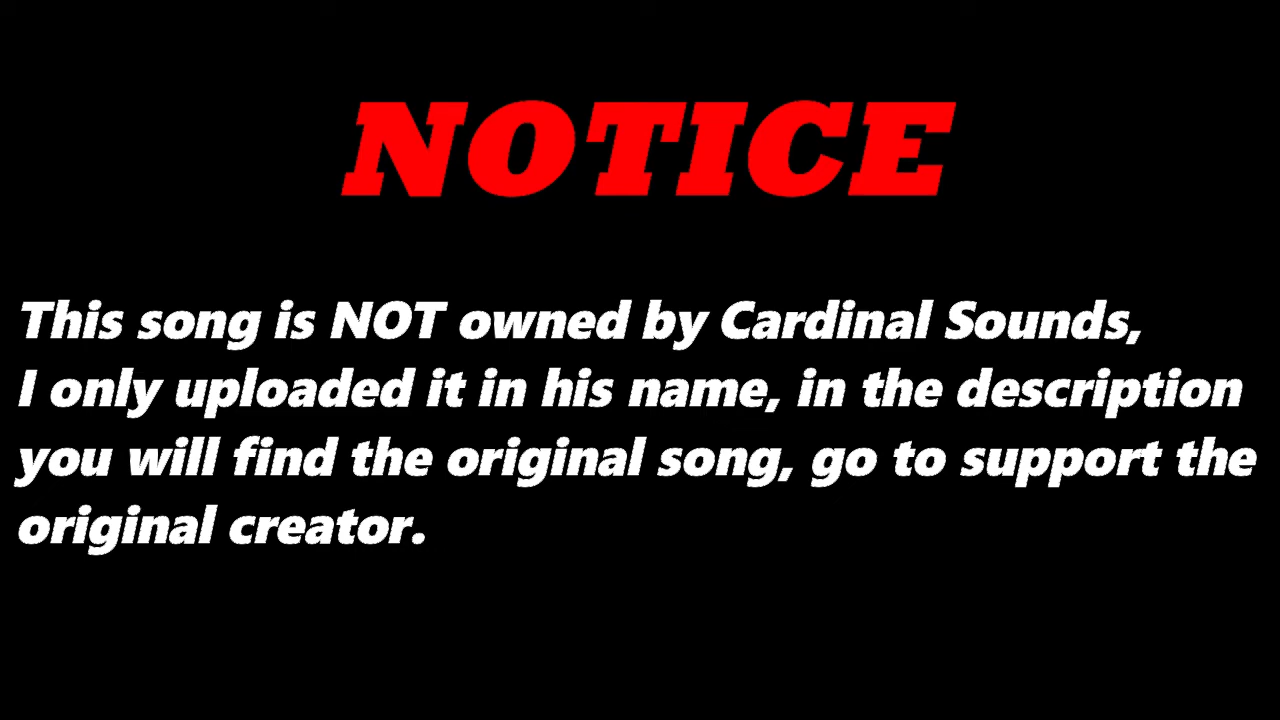 NOTICE
This song is NOT owned by Cardinal Sounds,
I only uploaded it in his name, in the description
you will find the original song, go to support the
original creator.